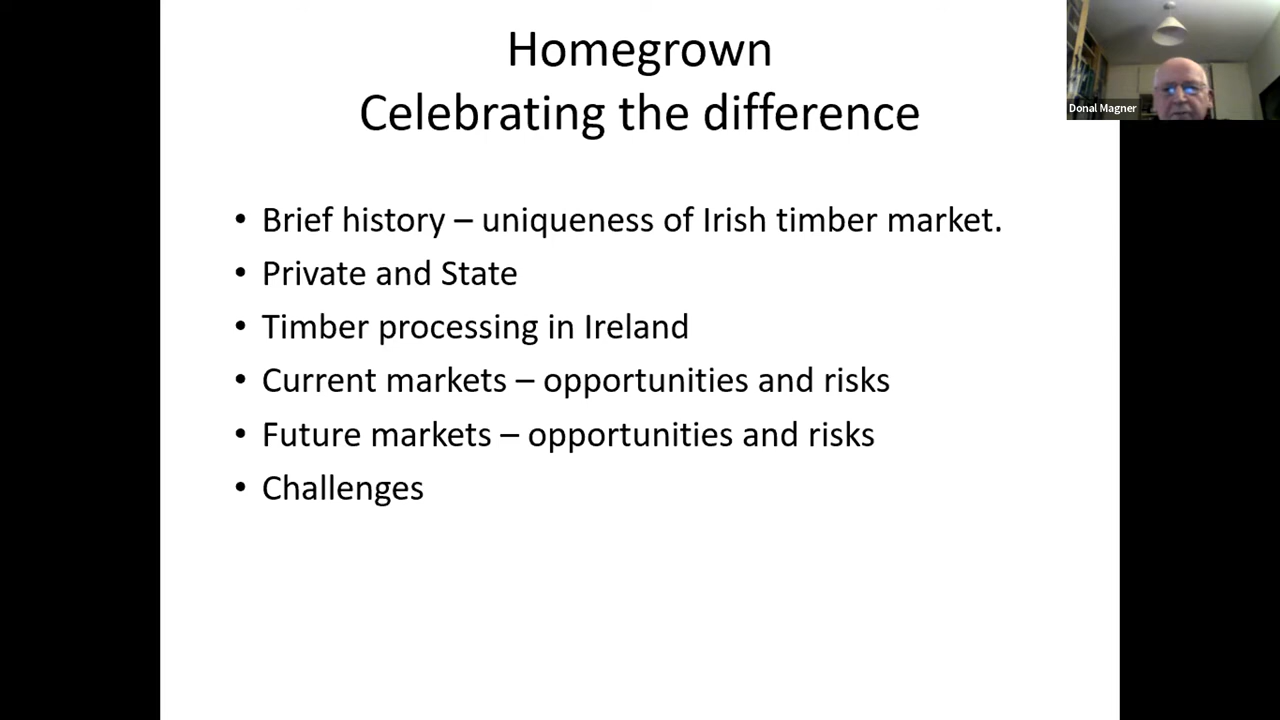 Homegrown
Celebrating the difference
Donal Magner
• Brief history – uniqueness of Irish timber market.
• Private and State
• Timber processing in Ireland
• Current markets – opportunities and risks
• Future markets – opportunities and risks
• Challenges